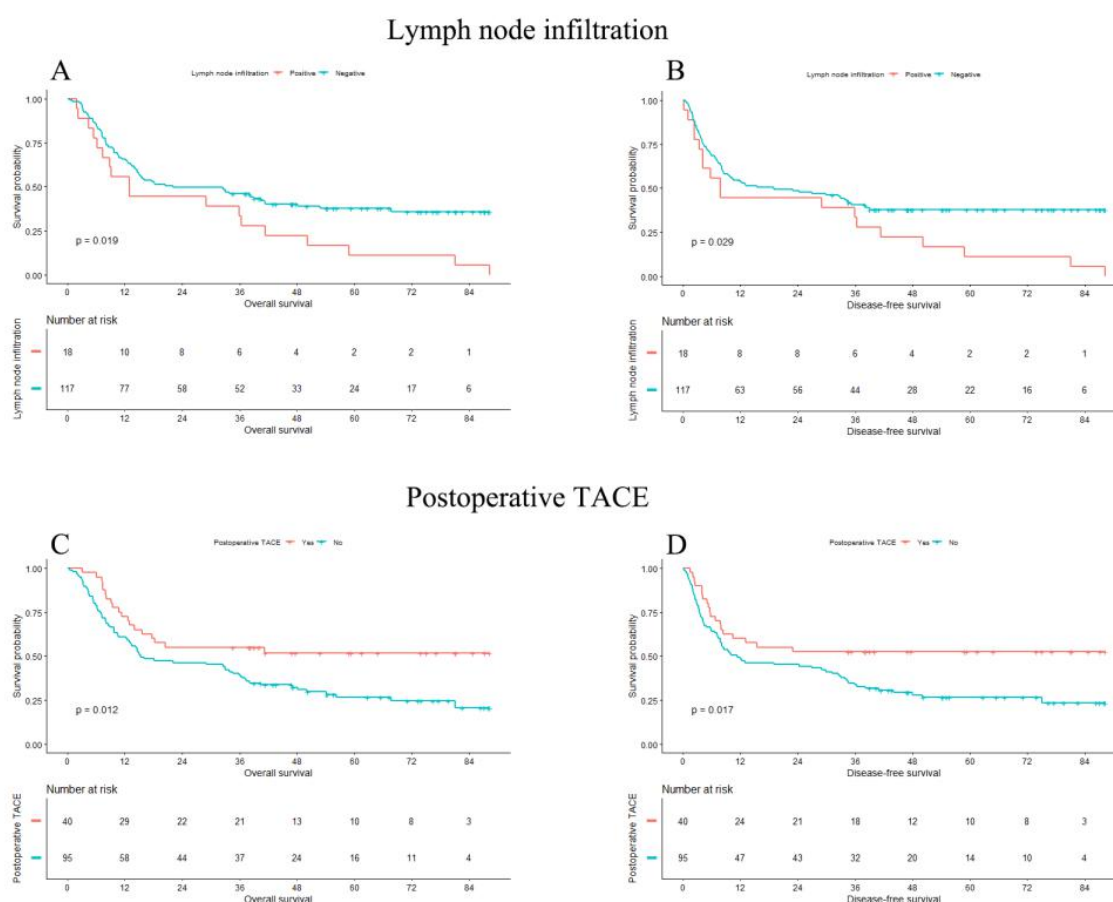 Lymph node infiltration
A
Lymph node infiltration Positive Negative
Survival probability
1.00
0.75
0.50
0.25
0.00
p = 0.019
0 12 24 36 48 60 72 84
Overall survival
Number at risk
Lymph node infiltration
18 10 8 6 4 2 2 1
117 77 58 52 33 24 17 6
0 12 24 36 48 60 72 84
Overall survival
B
Lymph node infiltration Positive Negative
Survival probability
1.00
0.75
0.50
0.25
0.00
p = 0.029
0 12 24 36 48 60 72 84
Disease-free survival
Number at risk
Lymph node infiltration
18 8 8 6 4 2 2 1
117 63 56 44 28 22 16 6
0 12 24 36 48 60 72 84
Disease-free survival
Postoperative TACE
C
Postoperative TACE Yes No
Survival probability
1.00
0.75
0.50
0.25
0.00
p = 0.012
0 12 24 36 48 60 72 84
Overall survival
Number at risk
Postoperative TACE
40 29 22 21 13 10 8 3
95 58 44 37 24 16 11 4
0 12 24 36 48 60 72 84
Overall survival
D
Postoperative TACE Yes No
Survival probability
1.00
0.75
0.50
0.25
0.00
p = 0.017
0 12 24 36 48 60 72 84
Disease-free survival
Number at risk
Postoperative TACE
40 24 21 18 12 10 8 3
95 47 43 32 20 14 10 4
0 12 24 36 48 60 72 84
Disease-free survival